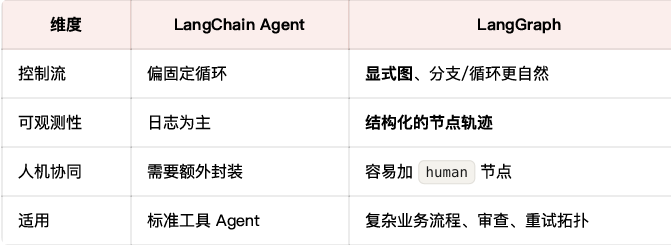 维度 LangChain Agent LangGraph
控制流 偏固定循环 显式图、分支/循环更自然
可观测性 日志为主 结构化的节点轨迹
人机协同 需要额外封装 容易加 human 节点
适用 标准工具 Agent 复杂业务流程、审查、重试拓扑